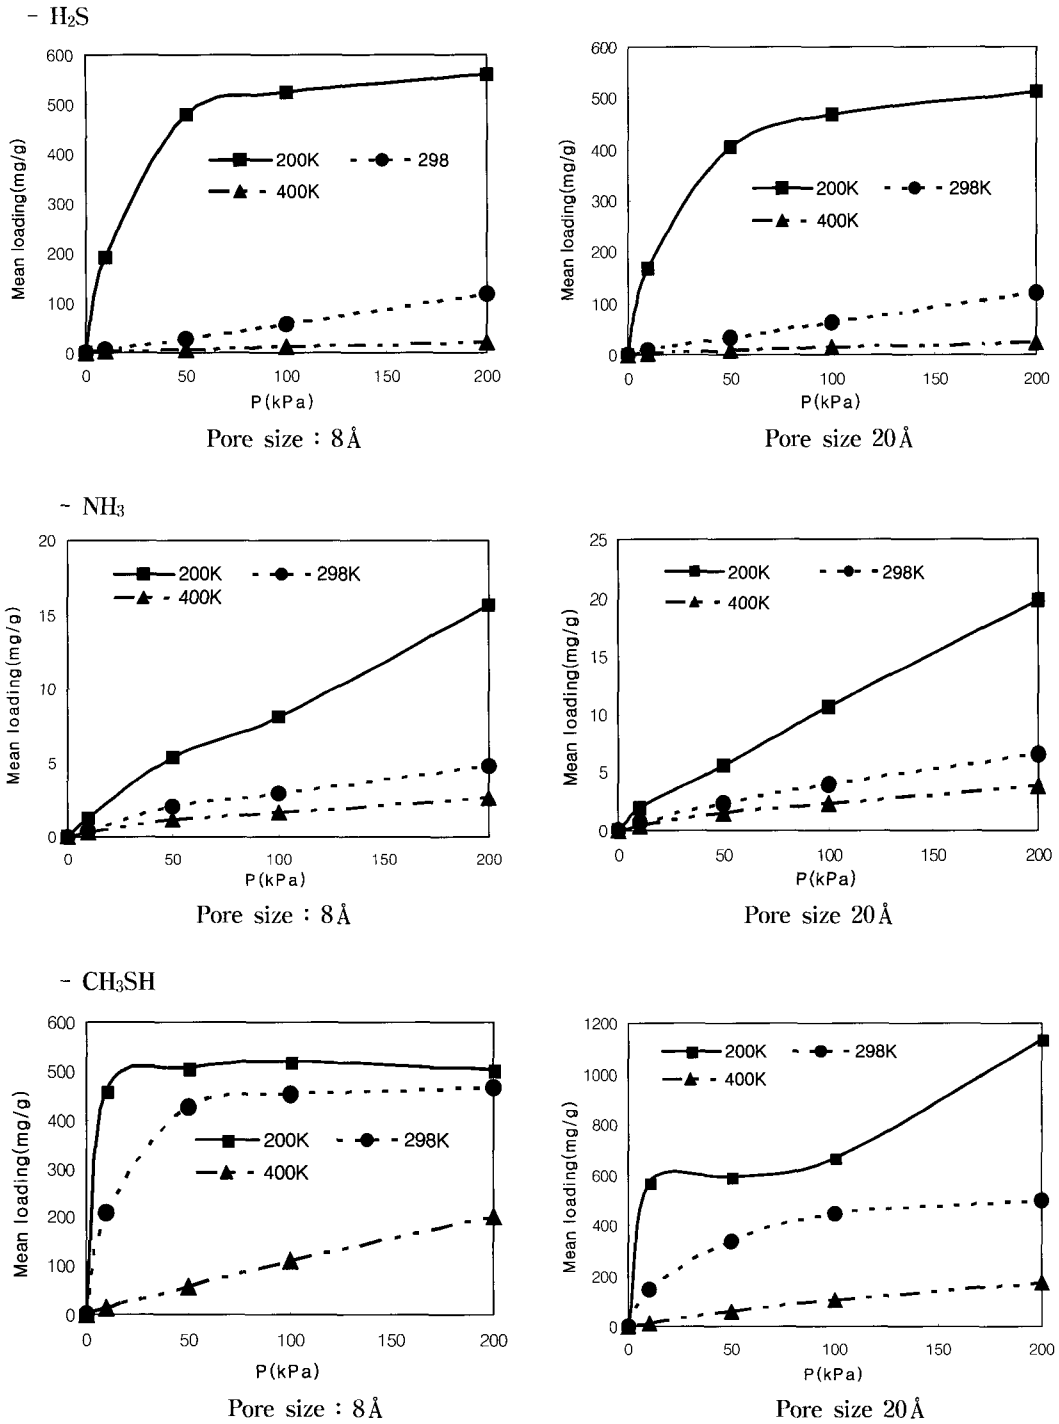 - H₂S
600
500
400
300
200
100
0
Mean loading(mg/g)
200K
298
400K
0 50 100 150 200
P(kPa)
Pore size : 8Å
600
500
400
300
200
100
0
Mean loading(mg/g)
200K
298K
400K
0 50 100 150 200
P(kPa)
Pore size 20Å
- NH₃
20
15
10
5
0
Mean loading(mg/g)
200K
298K
400K
0 50 100 150 200
P(kPa)
Pore size : 8Å
25
20
15
10
5
0
Mean loading(mg/g)
200K
298K
400K
0 50 100 150 200
P(kPa)
Pore size 20Å
- CH₃SH
600
500
400
300
200
100
0
Mean loading(mg/g)
200K
298K
400K
0 50 100 150 200
P(kPa)
Pore size : 8Å
1200
1000
800
600
400
200
0
Mean loading(mg/g)
200K
298K
400K
0 50 100 150 200
P(kPa)
Pore size 20Å